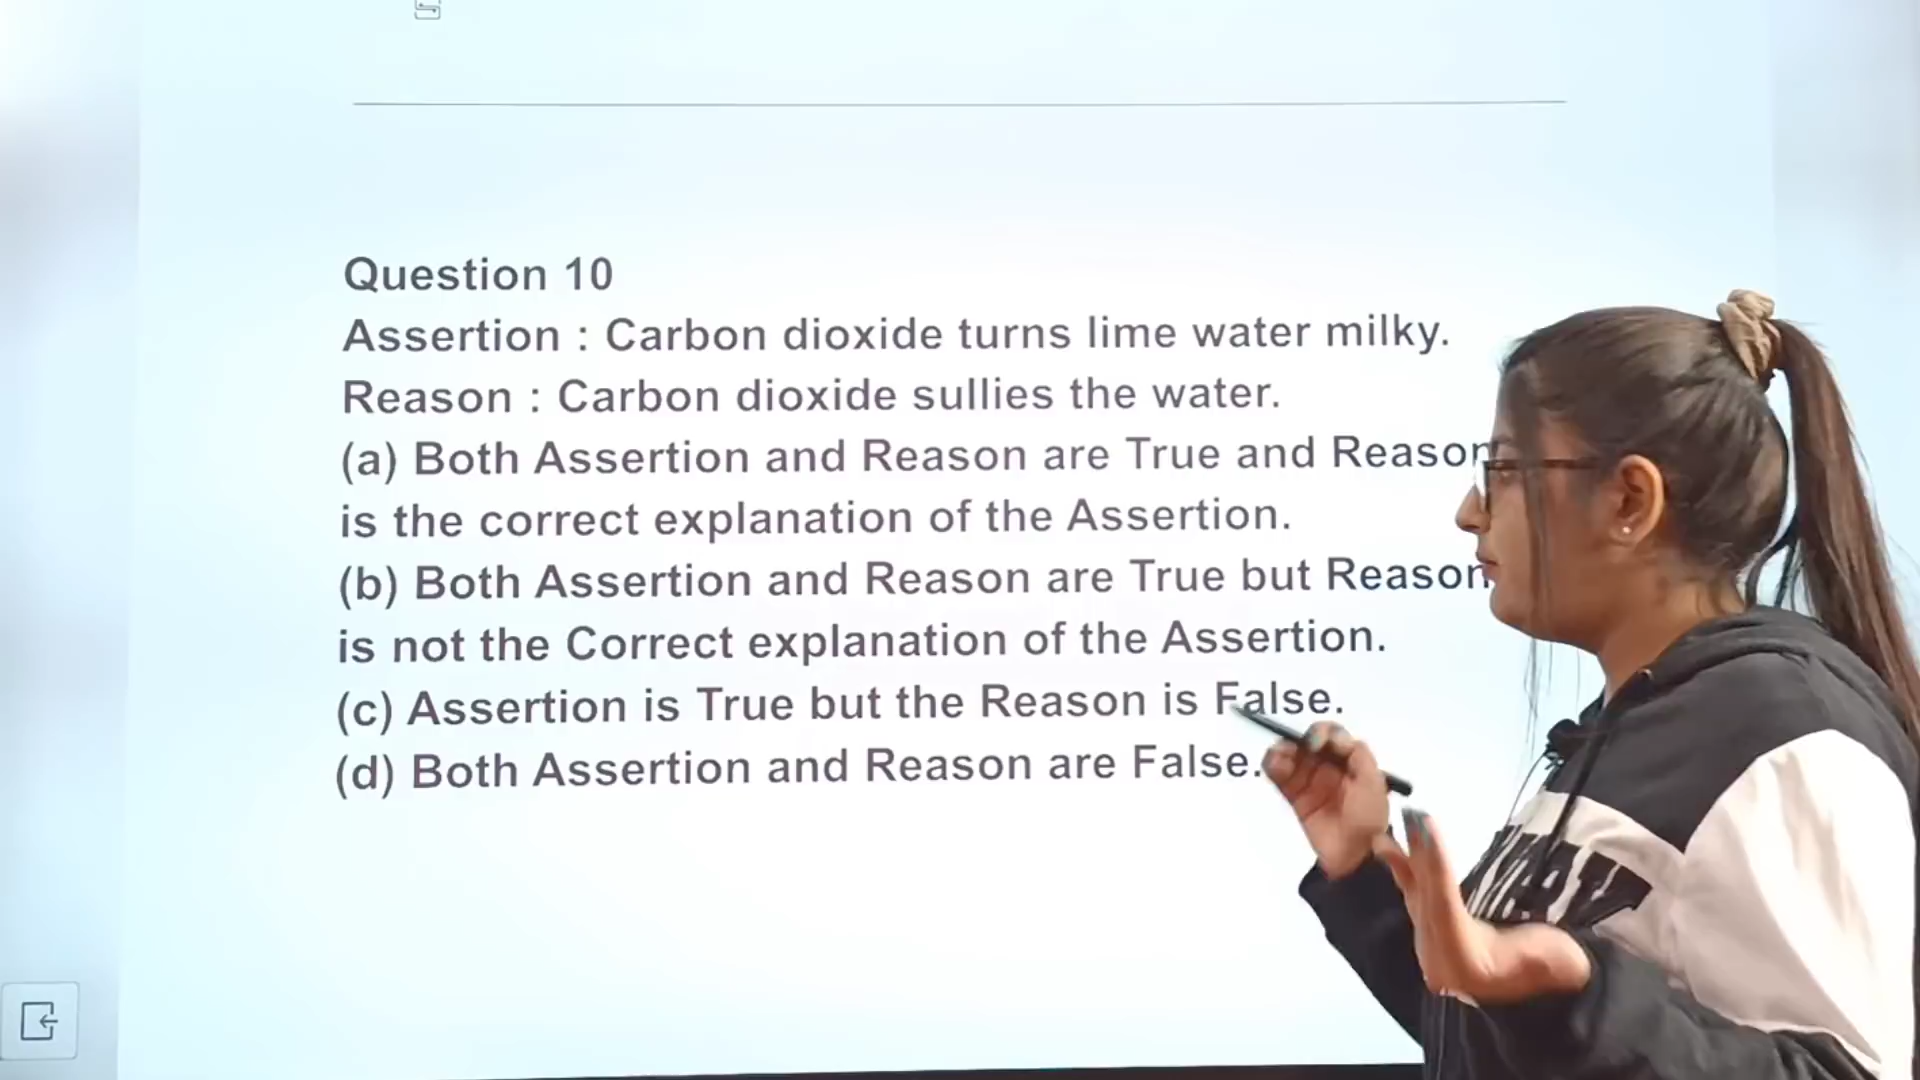 Question 10
Assertion : Carbon dioxide turns lime water milky.
Reason : Carbon dioxide sullies the water.
(a) Both Assertion and Reason are True and Reason
is the correct explanation of the Assertion.
(b) Both Assertion and Reason are True but Reason
is not the Correct explanation of the Assertion.
(c) Assertion is True but the Reason is False.
(d) Both Assertion and Reason are False.